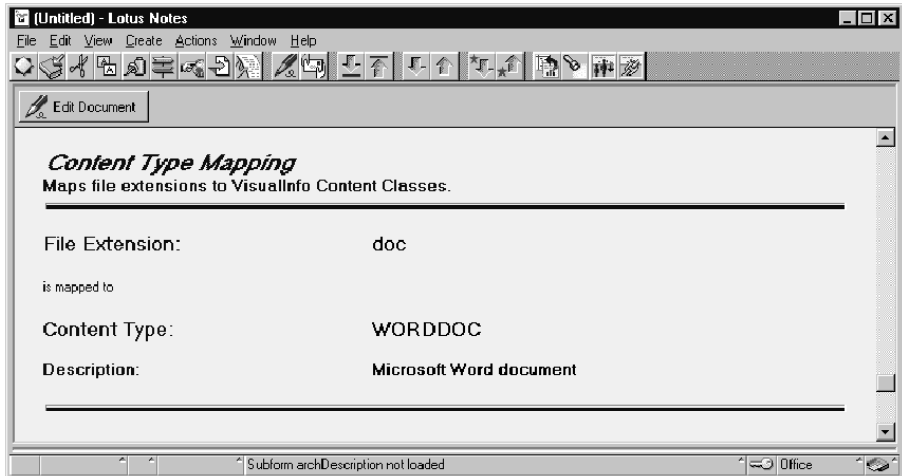 (Untitled) - Lotus Notes
File Edit View Create Actions Window Help
Edit Document
Content Type Mapping
Maps file extensions to VisualInfo Content Classes.
File Extension: doc
is mapped to
Content Type: WORDDOC
Description: Microsoft Word document
Subform archDescription not loaded Office